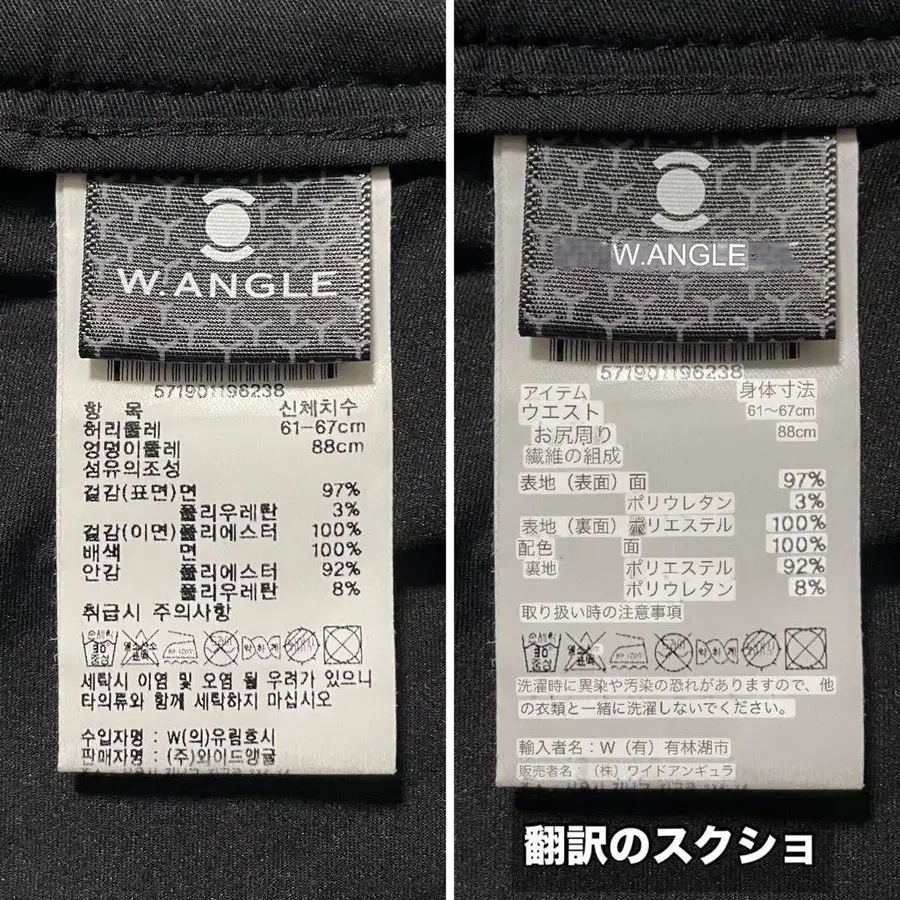 W.ANGLE
571901196238
항 목 신체치수
허리둘레 61-67cm
엉덩이둘레 88cm
섬유의조성
겉감(표면)면 97%
폴리우레탄 3%
겉감(이면)폴리에스터 100%
배색 면 100%
안감 폴리에스터 92%
폴리우레탄 8%
취급시 주의사항
세탁시 이염 및 오염 될 우려가 있으니
타의류와 함께 세탁하지 마십시오
수입자명 : W(의)유림호시
판매자명 : (주)와이드앵글
W.ANGLE
571901196238
アイテム 身体寸法
ウエスト 61〜67cm
お尻周り 88cm
繊維の組成
表地（表面）面 97%
ポリウレタン 3%
表地（裏面）ポリエステル 100%
配色 面 100%
裏地 ポリエステル 92%
ポリウレタン 8%
取り扱い時の注意事項
洗濯時に異染や汚染の恐れがありますので、他
の衣類と一緒に洗濯しないでください。
輸入者名：W（有）有林湖市
販売者名：（株）ワイドアンギュラ
翻訳のスクショ